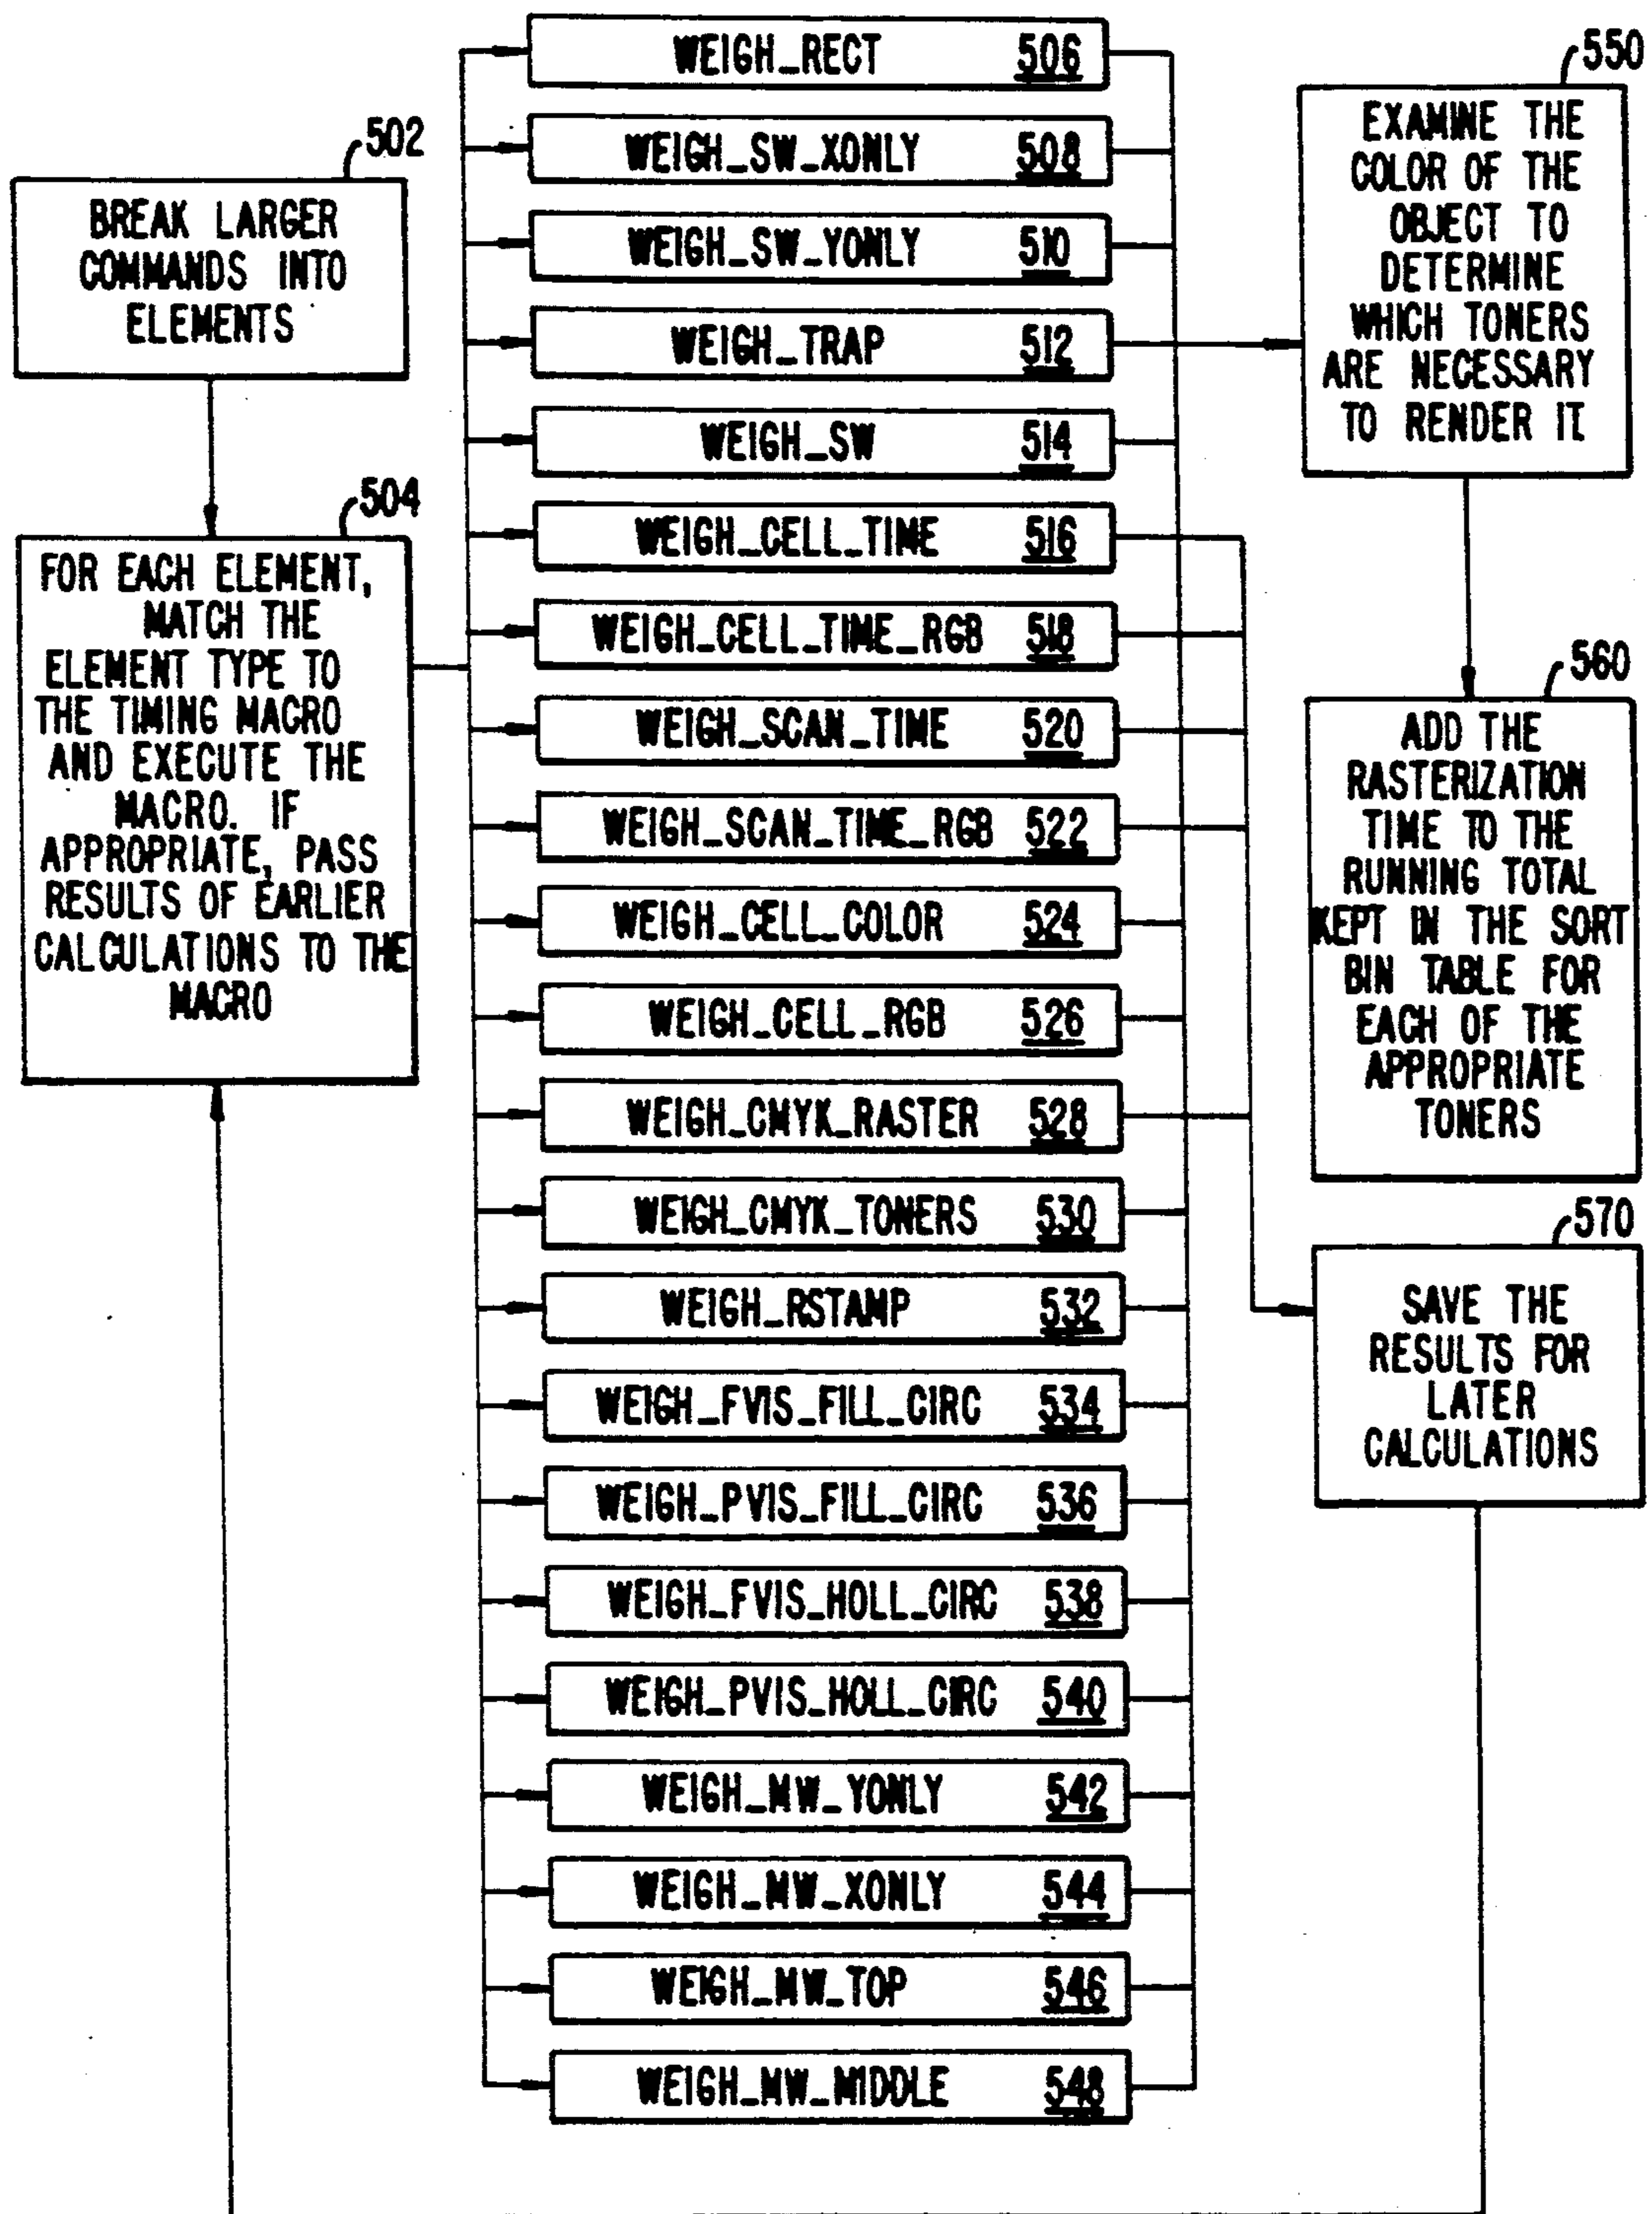 502
BREAK LARGER
COMMANDS INTO
ELEMENTS
504
FOR EACH ELEMENT,
MATCH THE
ELEMENT TYPE TO
THE TIMING MACRO
AND EXECUTE THE
MACRO. IF
APPROPRIATE, PASS
RESULTS OF EARLIER
CALCULATIONS TO THE
MACRO
WEIGH_RECT 506
WEIGH_SW_XONLY 508
WEIGH_SW_YONLY 510
WEIGH_TRAP 512
WEIGH_SW 514
WEIGH_CELL_TIME 516
WEIGH_CELL_TIME_RGB 518
WEIGH_SCAN_TIME 520
WEIGH_SCAN_TIME_RGB 522
WEIGH_CELL_COLOR 524
WEIGH_CELL_RGB 526
WEIGH_CMYK_RASTER 528
WEIGH_CMYK_TONERS 530
WEIGH_RSTAMP 532
WEIGH_FVIS_FILL_CIRC 534
WEIGH_PVIS_FILL_CIRC 536
WEIGH_FVIS_HOLL_CIRC 538
WEIGH_PVIS_HOLL_CIRC 540
WEIGH_MW_YONLY 542
WEIGH_MW_XONLY 544
WEIGH_MW_TOP 546
WEIGH_MW_MIDDLE 548
550
EXAMINE THE
COLOR OF THE
OBJECT TO
DETERMINE
WHICH TONERS
ARE NECESSARY
TO RENDER IT
560
ADD THE
RASTERIZATION
TIME TO THE
RUNNING TOTAL
KEPT IN THE SORT
BIN TABLE FOR
EACH OF THE
APPROPRIATE
TONERS
570
SAVE THE
RESULTS FOR
LATER
CALCULATIONS